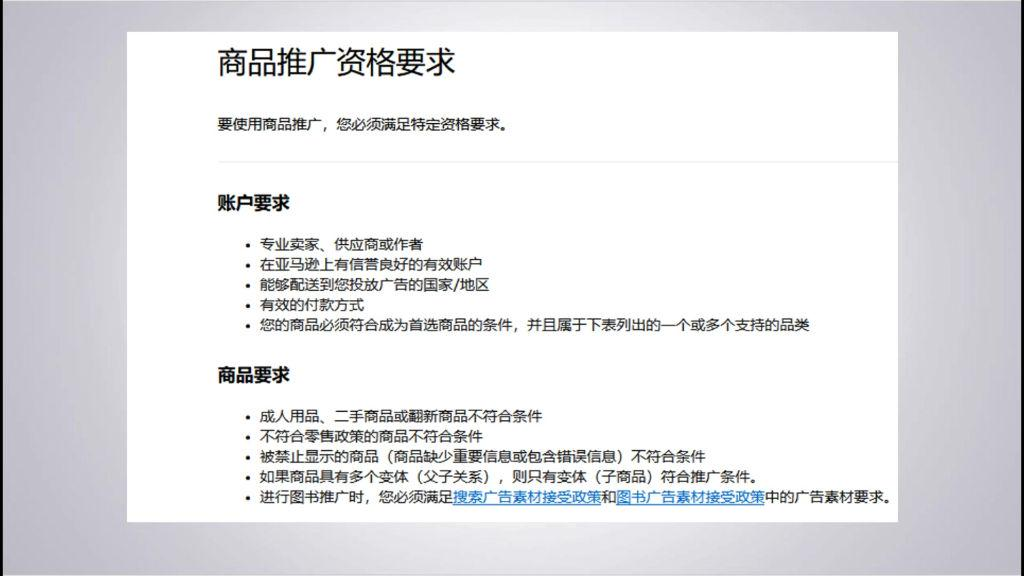 商品推广资格要求
要使用商品推广，您必须满足特定资格要求。
账户要求
• 专业卖家、供应商或作者
• 在亚马逊上有信誉良好的有效账户
• 能够配送到您投放广告的国家/地区
• 有效的付款方式
• 您的商品必须符合成为首选商品的条件，并且属于下表列出的一个或多个支持的品类
商品要求
• 成人用品、二手商品或翻新商品不符合条件
• 不符合零售政策的商品不符合条件
• 被禁止显示的商品（商品缺少重要信息或包含错误信息）不符合条件
• 如果商品具有多个变体（父子关系），则只有变体（子商品）符合推广条件。
• 进行图书推广时，您必须满足搜索广告素材接受政策和图书广告素材接受政策中的广告素材要求。